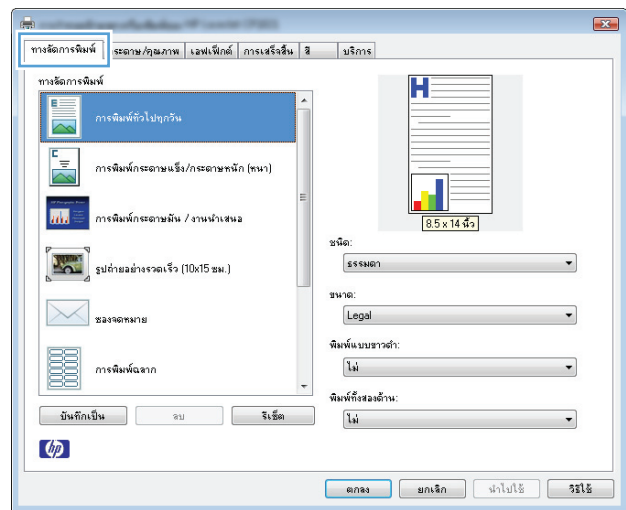 ทางลัดการพิมพ์
ระดาษ/คุณภาพ
เอฟเฟ็กต์
การเสร็จสิ้น
สี
บริการ
ทางลัดการพิมพ์
การพิมพ์ทั่วไปทุกวัน
การพิมพ์กระดาษแข็ง/กระดาษหนัก (หนา)
การพิมพ์กระดาษมัน / งานนำเสนอ
รูปถ่ายอย่างรวดเร็ว (10x15 ซม.)
ซองจดหมาย
การพิมพ์ฉลาก
บันทึกเป็น
ลบ
รีเซ็ต
8.5 x 14 นิ้ว
ชนิด:
ธรรมดา
ขนาด:
Legal
พิมพ์แบบขาวดำ:
ไม่
พิมพ์ทั้งสองด้าน:
ไม่
hp
ตกลง
ยกเลิก
นำไปใช้
วิธีใช้